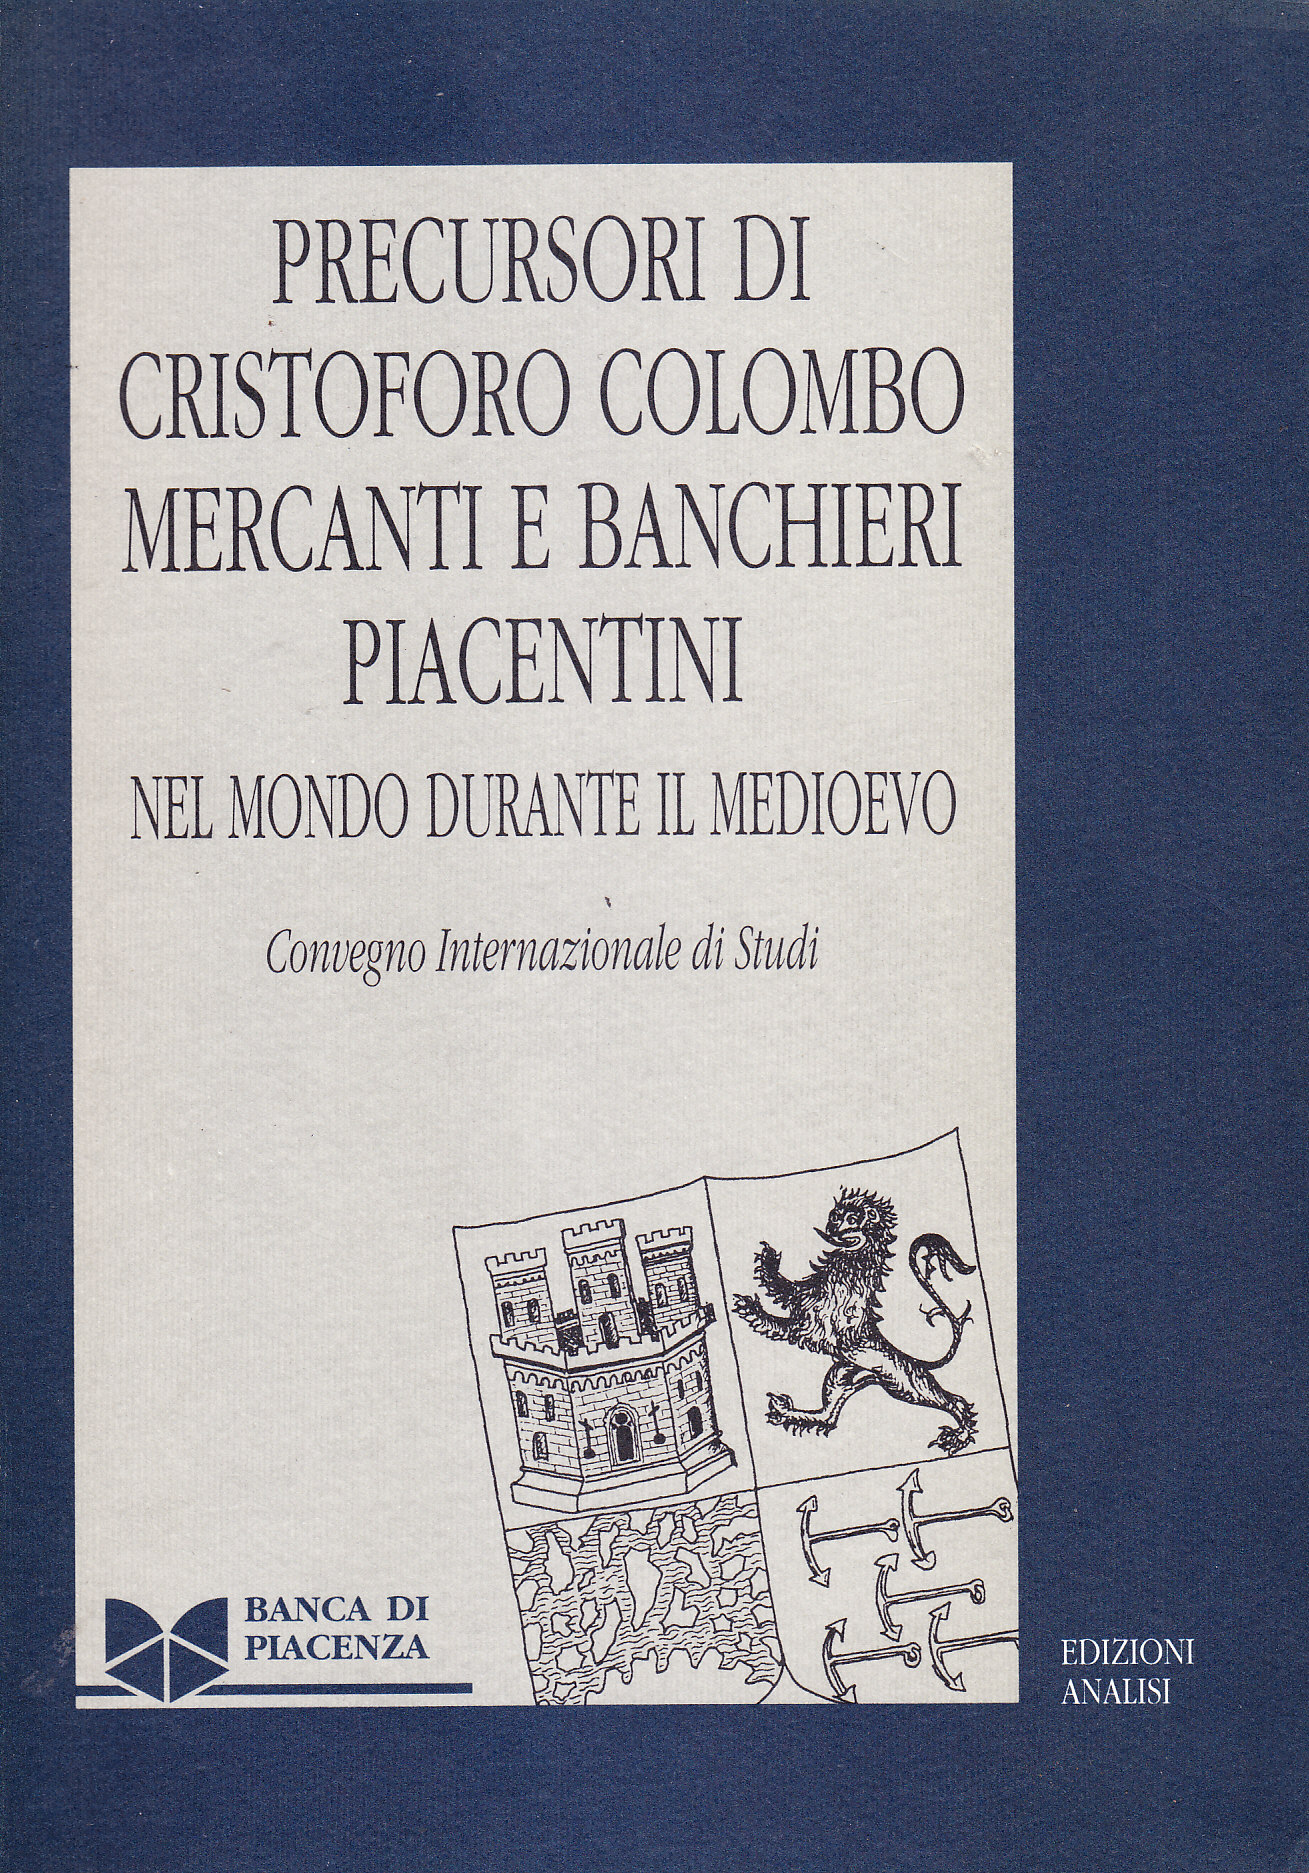 PRECURSORI DI
CRISTOFORO COLOMBO
MERCANTI E BANCHIERI
PIACENTINI
NEL MONDO DURANTE IL MEDIOEVO
Convegno Internazionale di Studi
BANCA DI
PIACENZA
EDIZIONI
ANALISI